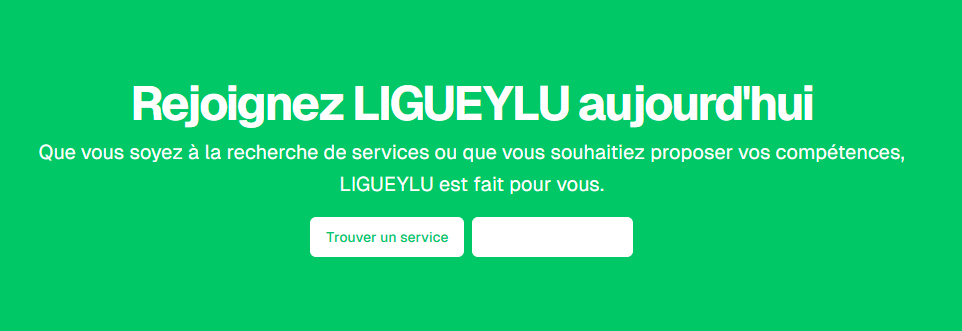 Rejoignez LIGUEYLU aujourd'hui
Que vous soyez à la recherche de services ou que vous souhaitiez proposer vos compétences,
LIGUEYLU est fait pour vous.
Trouver un service